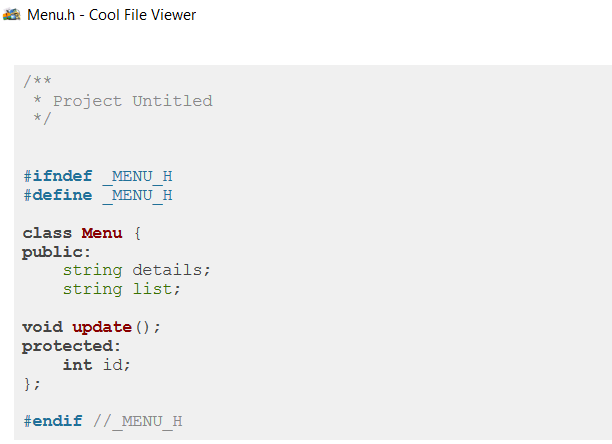 Menu.h - Cool File Viewer
/**
 * Project Untitled
 */
#ifndef _MENU_H
#define _MENU_H
class Menu {
public:
    string details;
    string list;
void update();
protected:
    int id;
};
#endif //_MENU_H